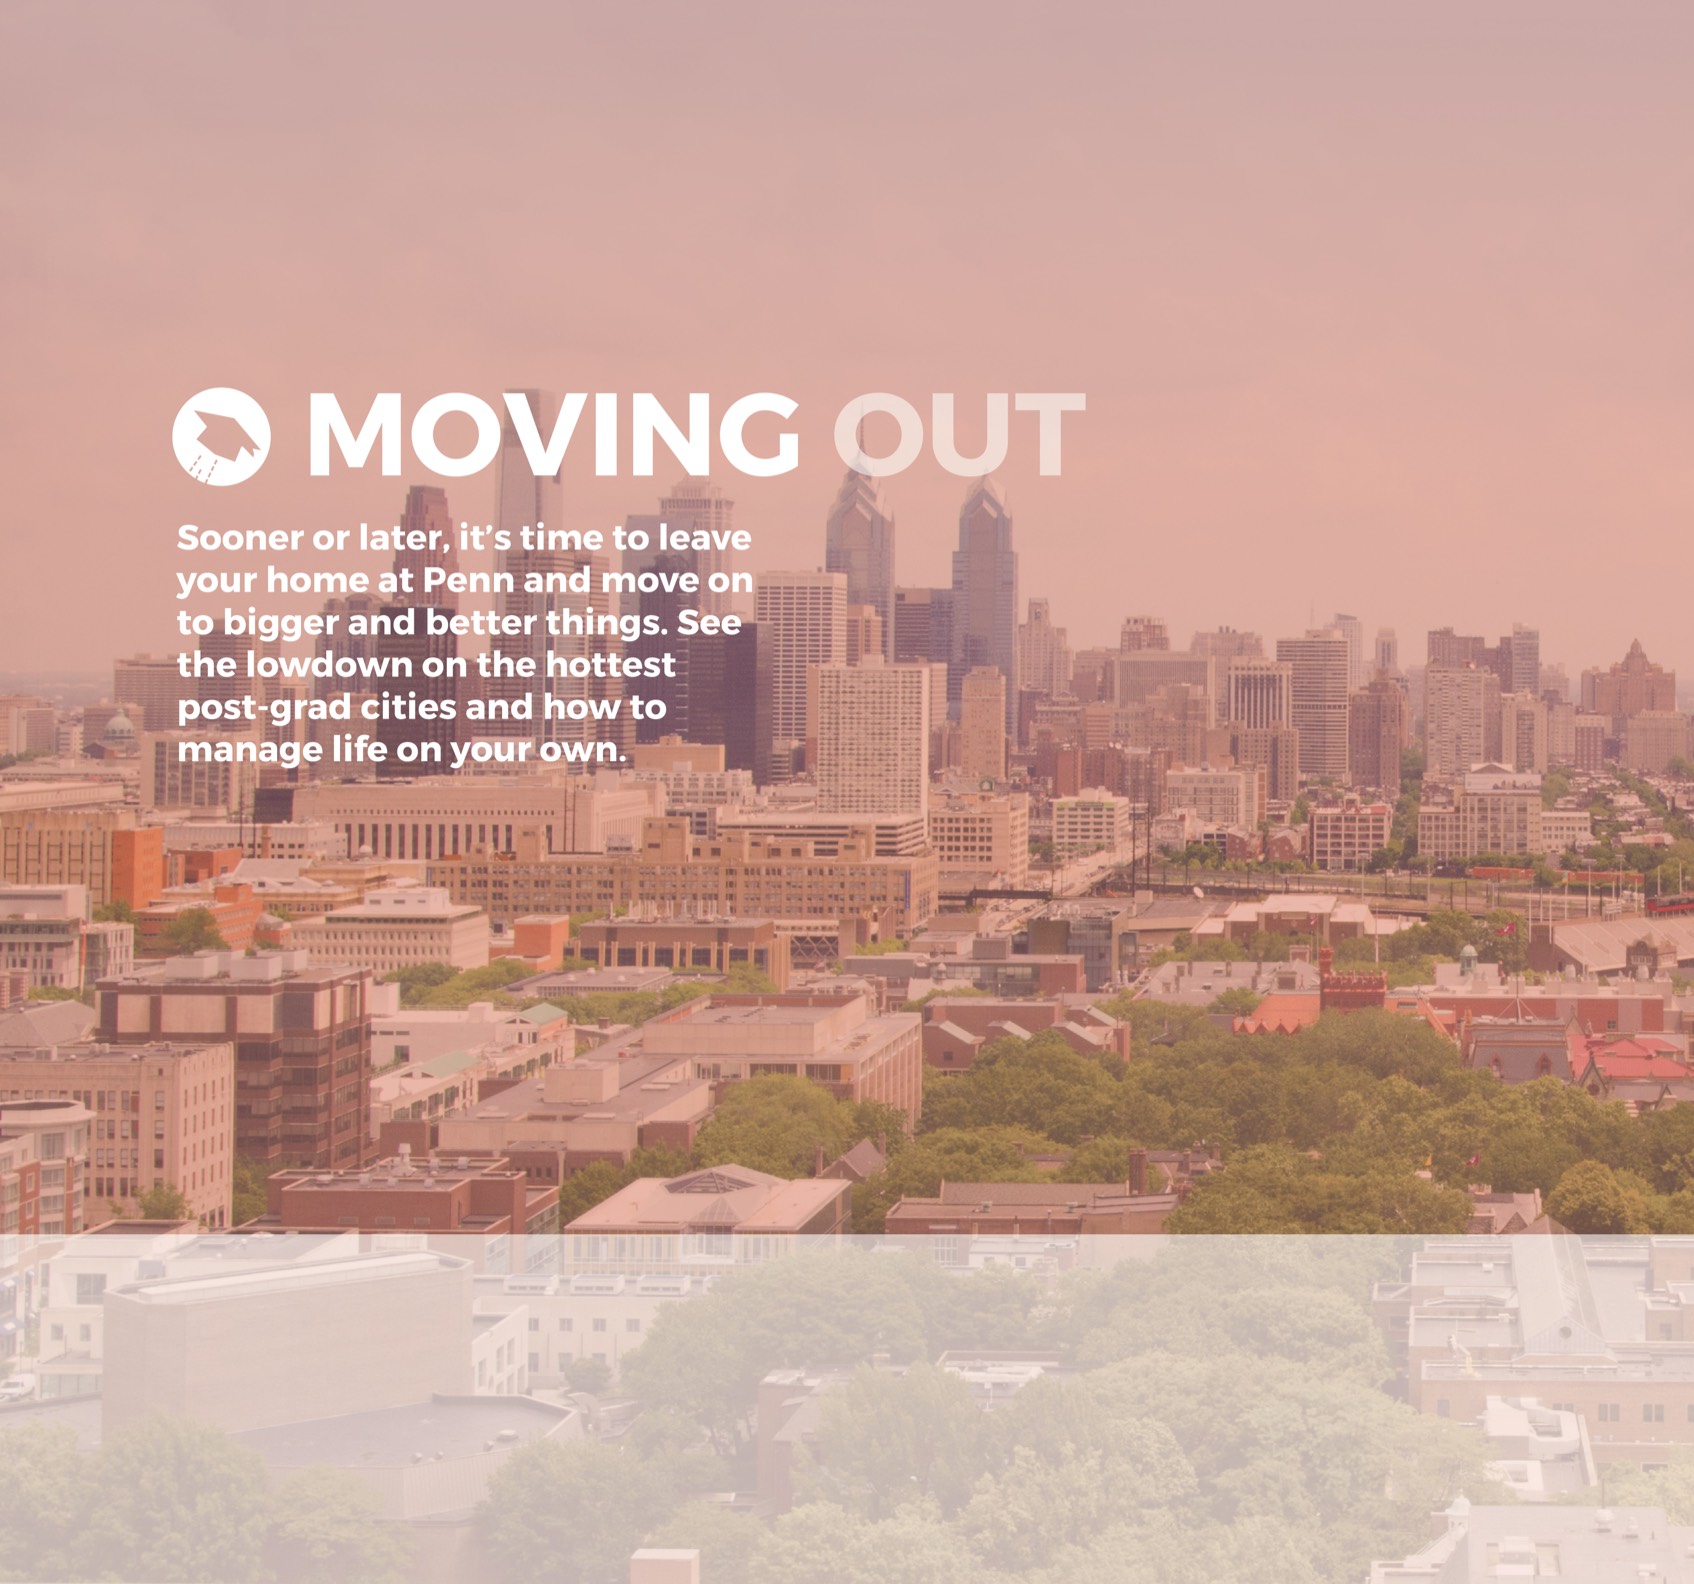 MOVING OUT
Sooner or later, it’s time to leave
your home at Penn and move on
to bigger and better things. See
the lowdown on the hottest
post-grad cities and how to
manage life on your own.